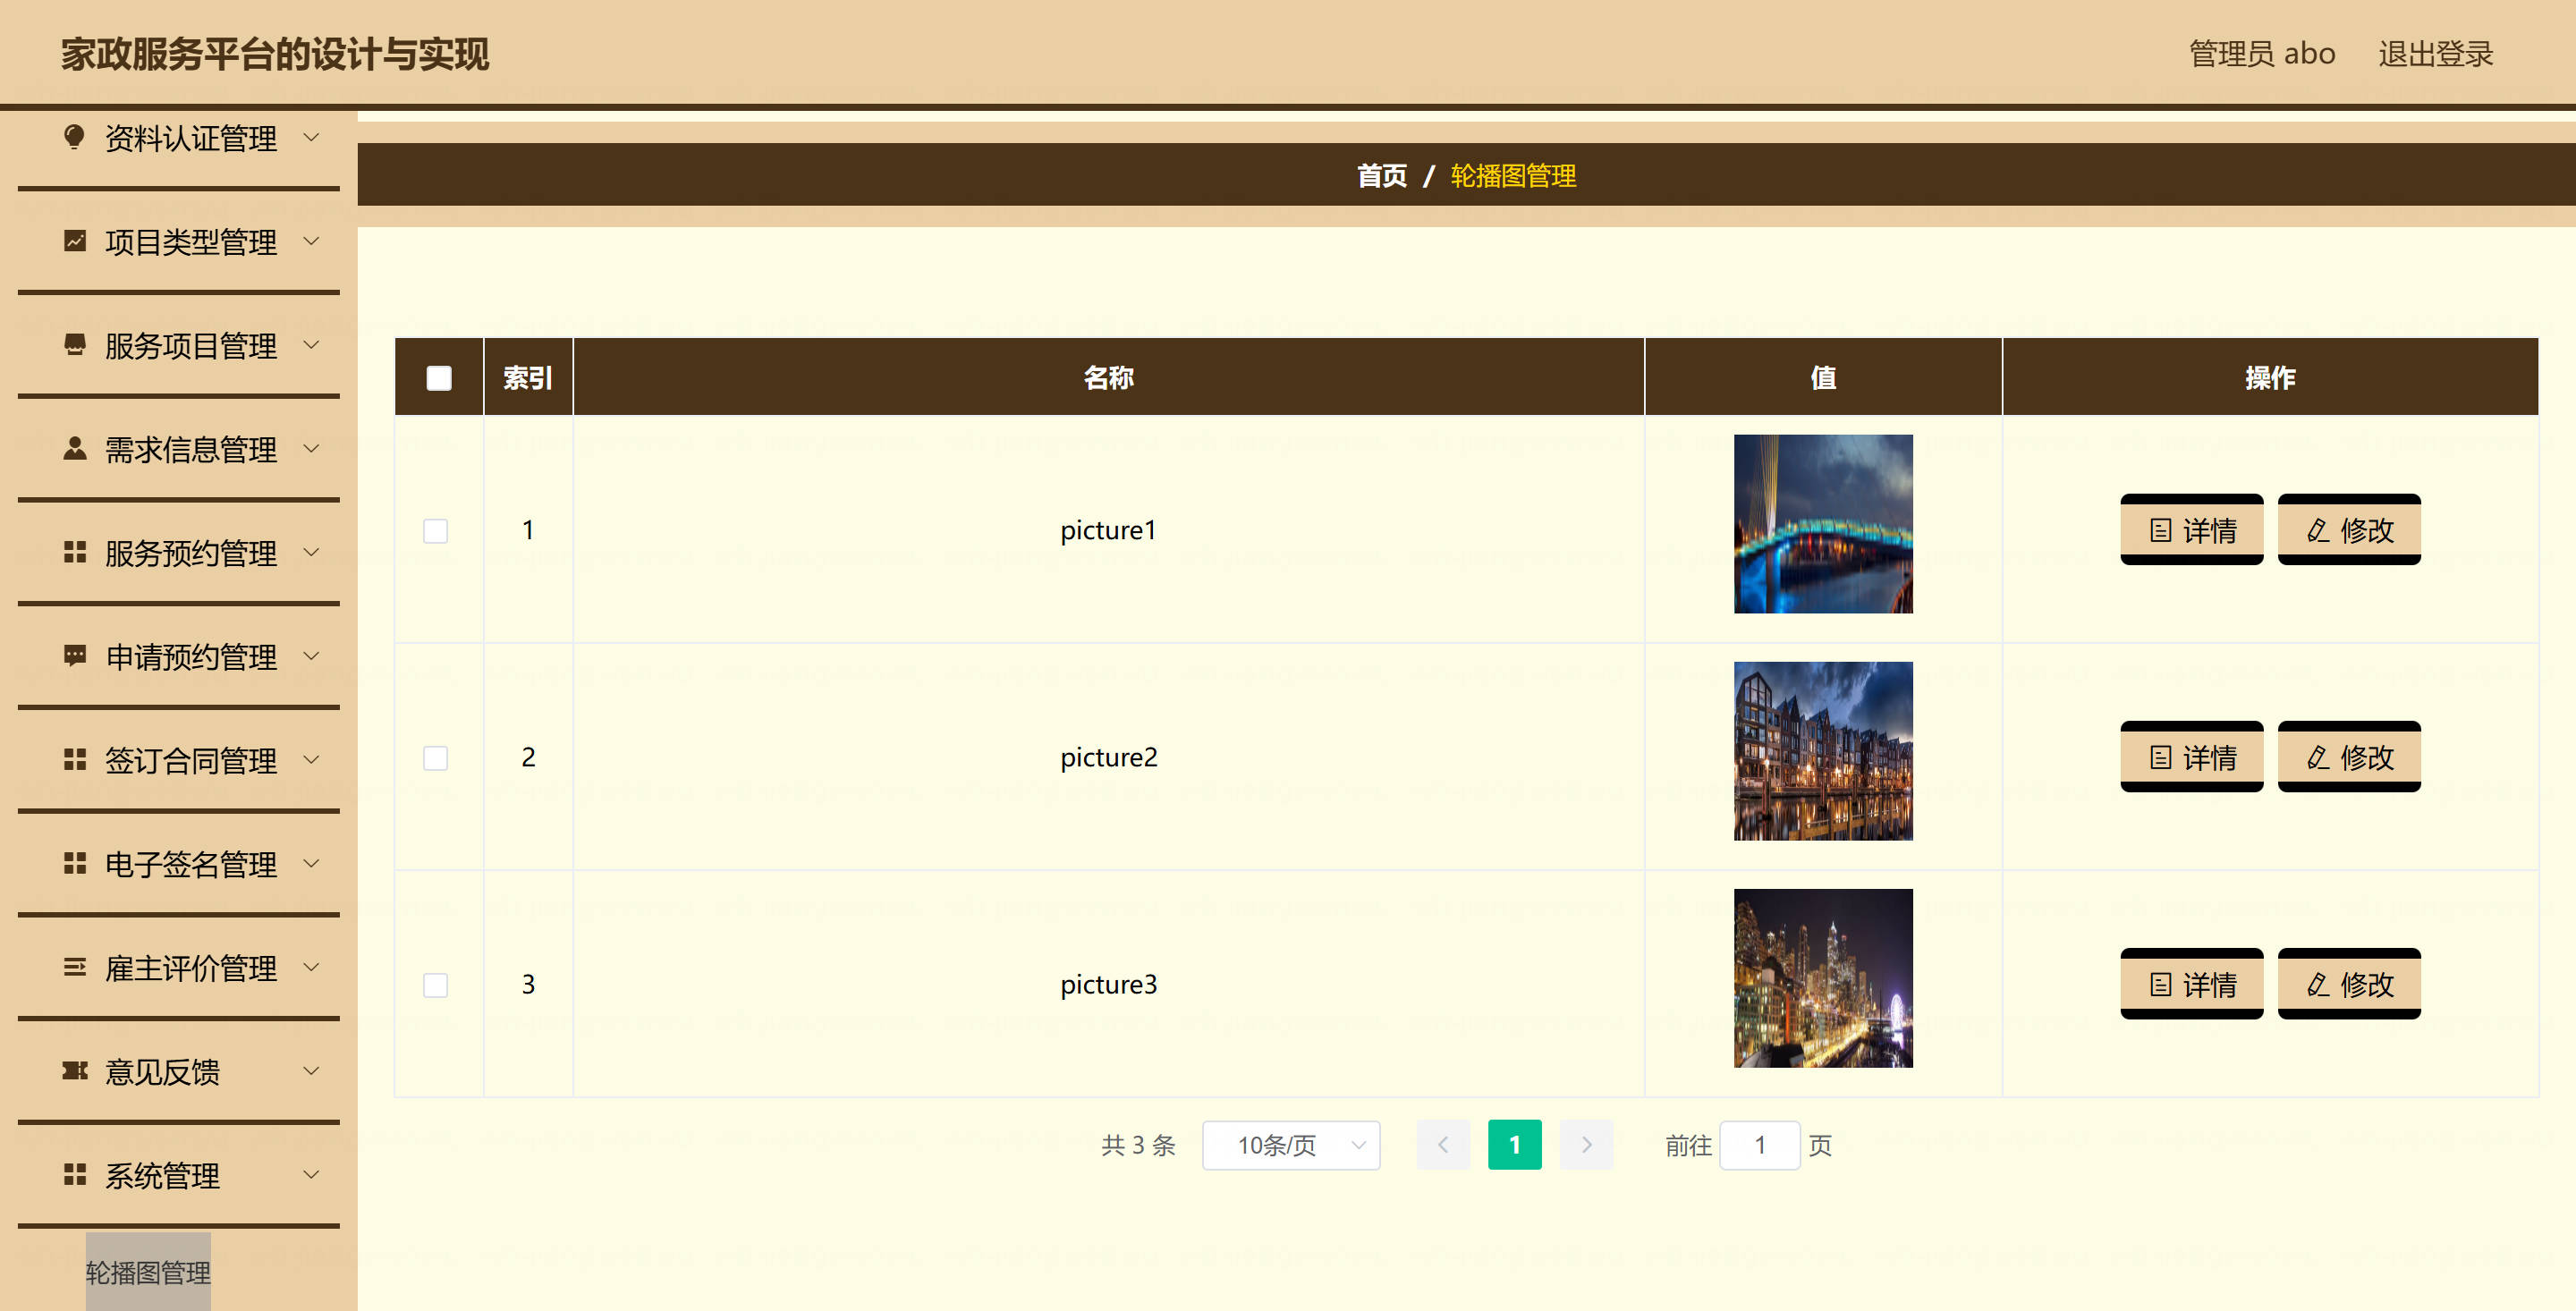 家政服务平台的设计与实现
管理员 abo 退出登录
资料认证管理
项目类型管理
服务项目管理
需求信息管理
服务预约管理
申请预约管理
签订合同管理
电子签名管理
雇主评价管理
意见反馈
系统管理
轮播图管理
首页 / 轮播图管理
索引 名称 值 操作
1 picture1 详情 修改
2 picture2 详情 修改
3 picture3 详情 修改
共 3 条 10条/页 1 前往 1 页